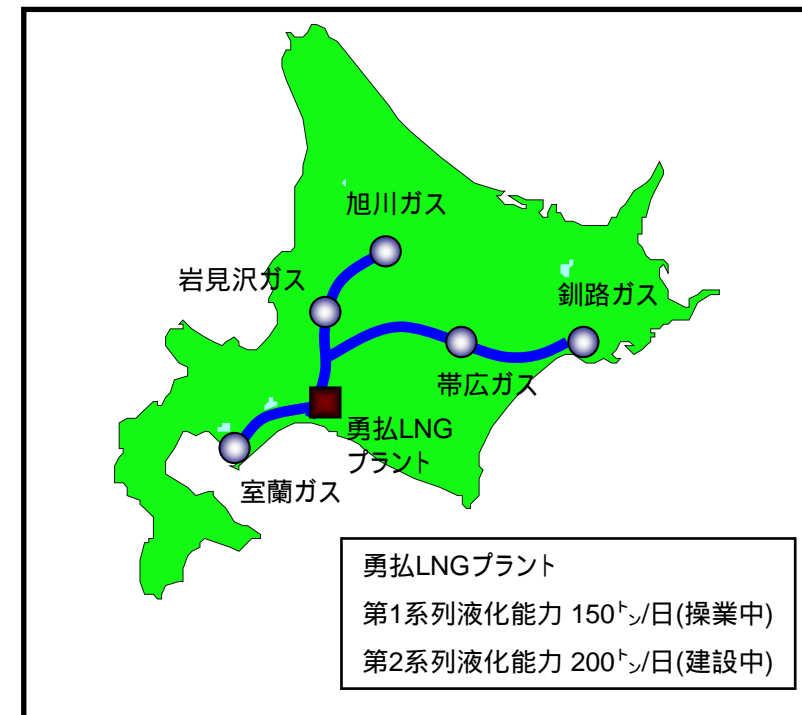 旭川ガス
岩見沢ガス
釧路ガス
帯広ガス
勇払LNG
プラント
室蘭ガス
勇払LNGプラント
第1系列液化能力 150㌧/日(操業中)
第2系列液化能力 200㌧/日(建設中)